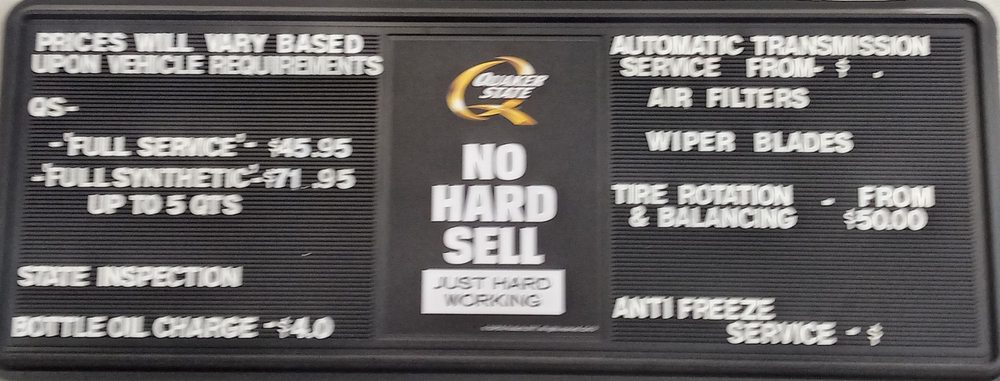 PRICES WILL VARY BASED
UPON VEHICLE REQUIREMENTS
QS-
-"FULL SERVICE"- $45.95
-"FULL SYNTHETIC"-$71.95
UP TO 5 QTS
STATE INSPECTION
BOTTLE OIL CHARGE -$4.0
QUAKER
STATE
NO
HARD
SELL
JUST HARD
WORKING
AUTOMATIC TRANSMISSION
SERVICE FROM- $ .
AIR FILTERS
WIPER BLADES
TIRE ROTATION - FROM
& BALANCING $50.00
ANTI FREEZE
SERVICE - $